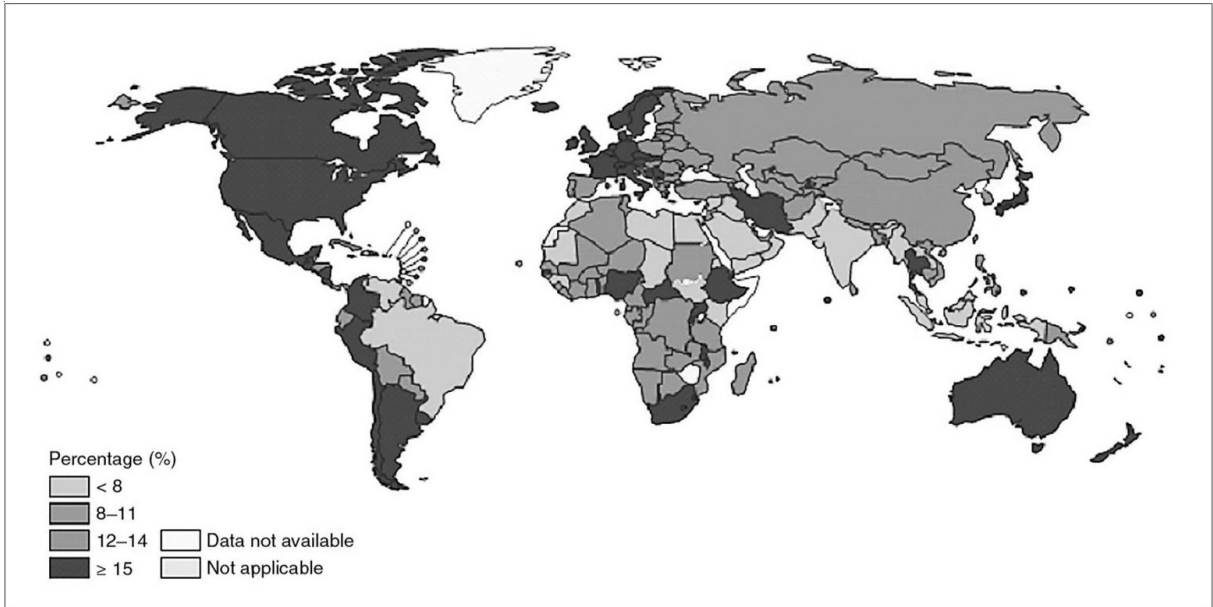 Percentage (%)
< 8
8–11
12–14
≥ 15
Data not available
Not applicable